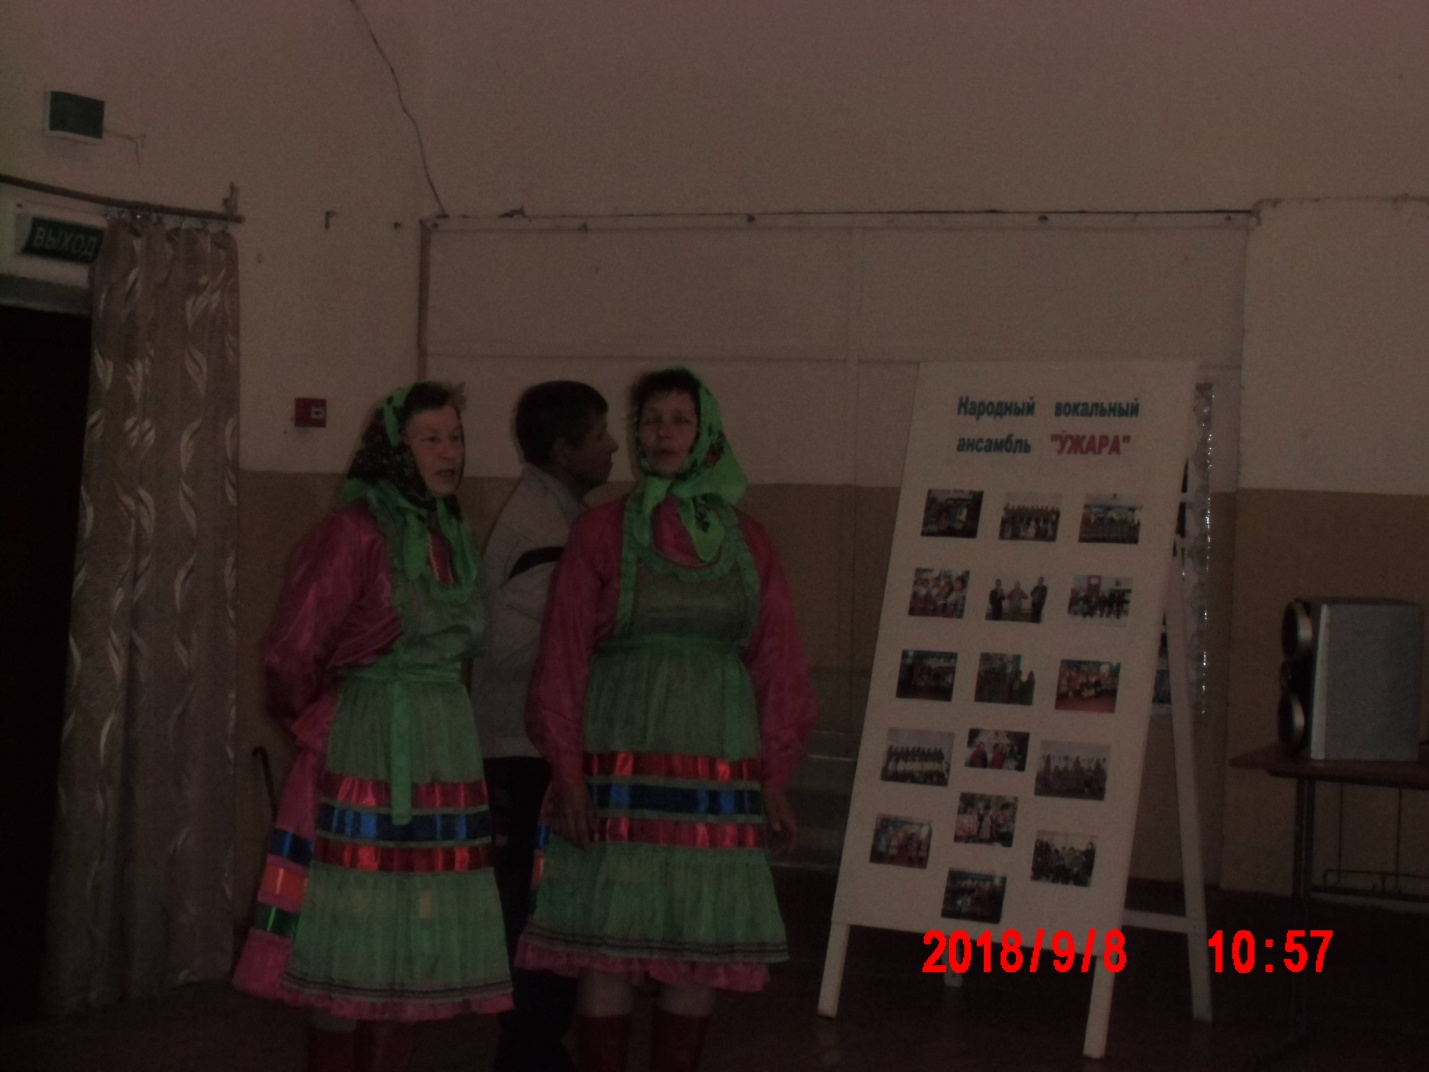 ВЫХОД
Народный вокальный
ансамбль "УЖАРА"
2018/9/8 10:57